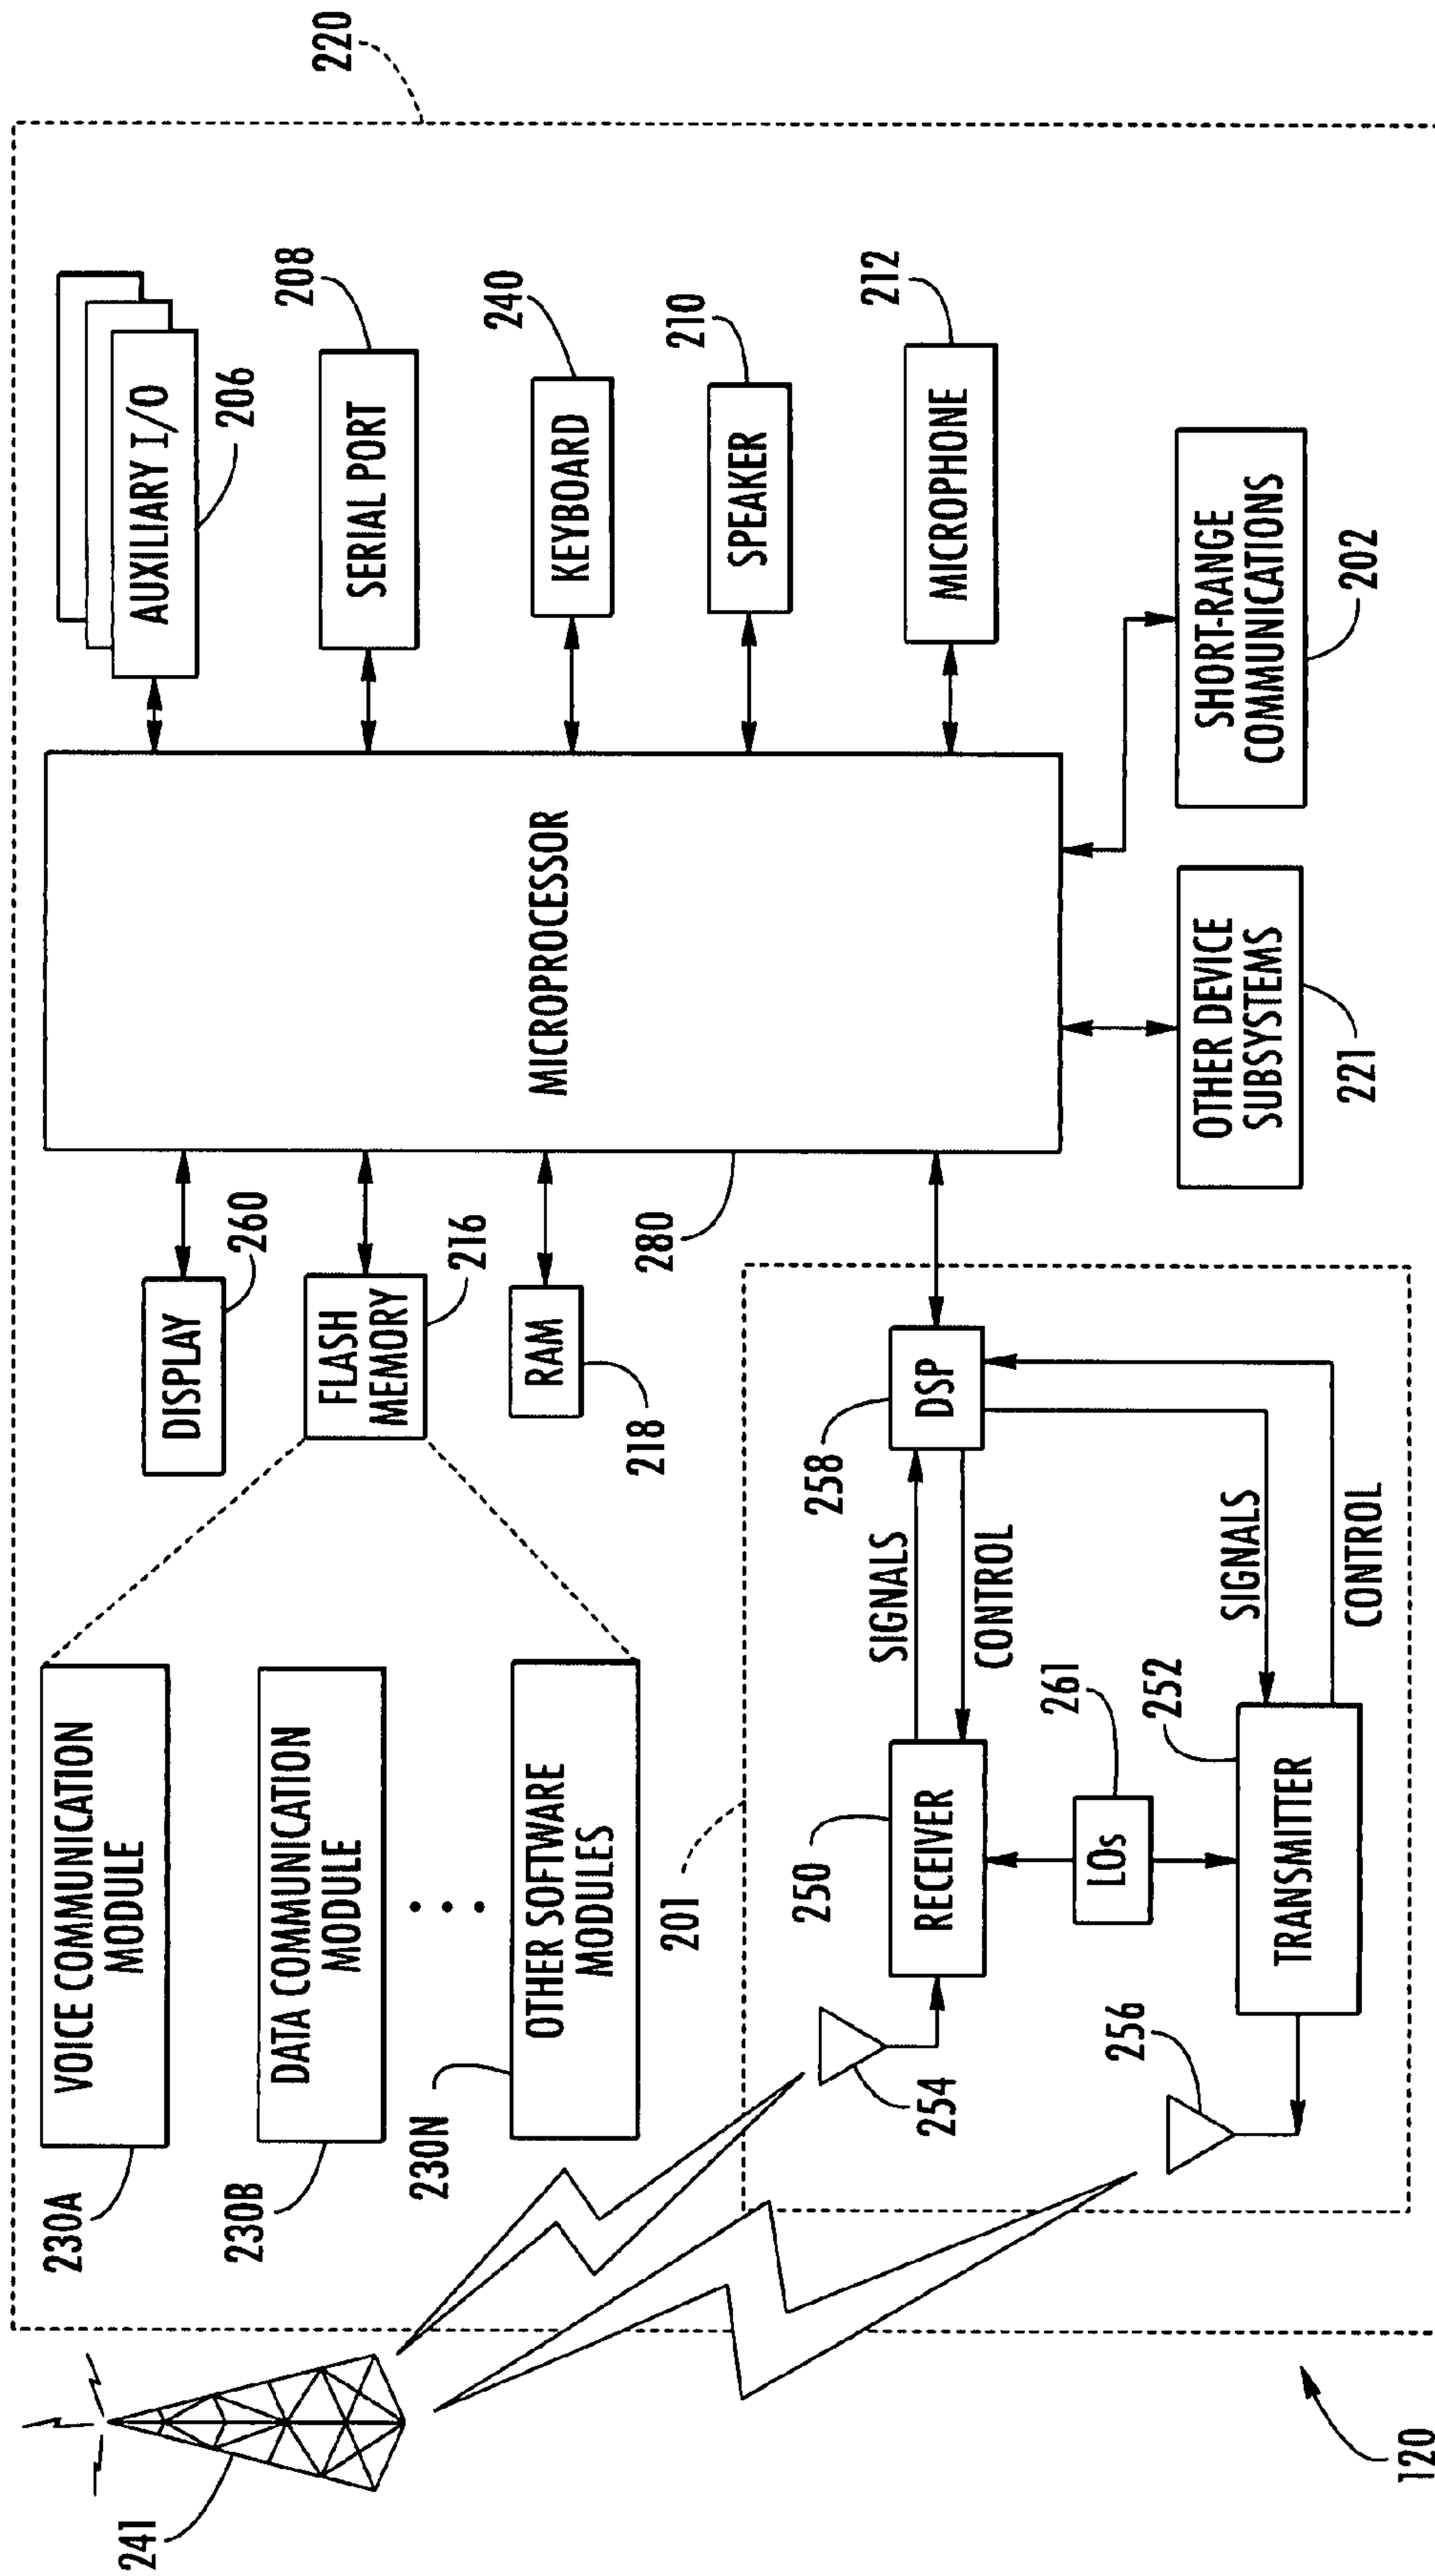 220
AUXILIARY I/O
206
SERIAL PORT
208
KEYBOARD
240
SPEAKER
210
MICROPHONE
212
SHORT-RANGE
COMMUNICATIONS
202
MICROPROCESSOR
280
OTHER DEVICE
SUBSYSTEMS
221
DISPLAY
260
FLASH
MEMORY
216
RAM
218
VOICE COMMUNICATION
MODULE
230A
DATA COMMUNICATION
MODULE
230B
OTHER SOFTWARE
MODULES
230N
201
DSP
258
SIGNALS
CONTROL
SIGNALS
CONTROL
RECEIVER
250
LOs
261
TRANSMITTER
252
254
256
241
120